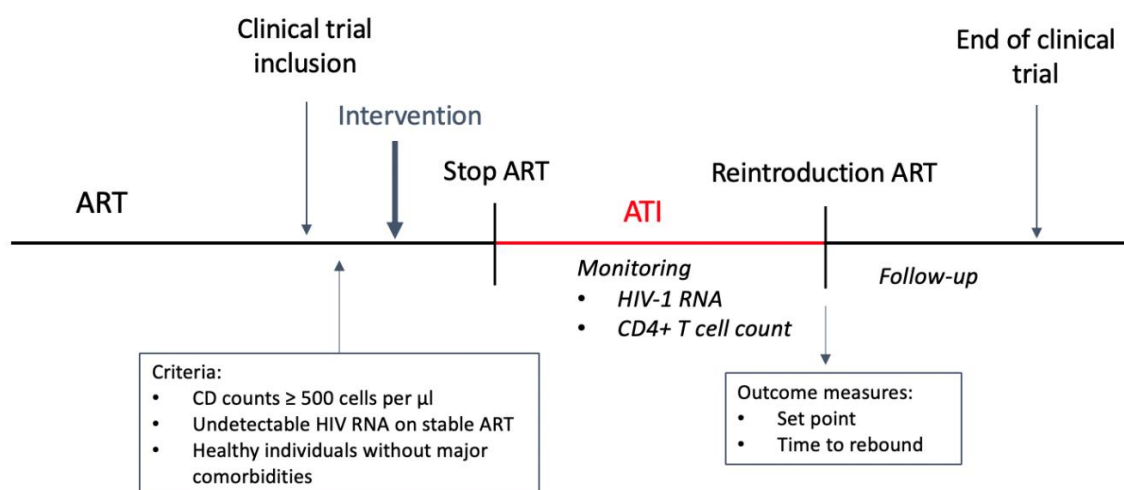 Clinical trial
inclusion
End of clinical
trial
Intervention
Stop ART
Reintroduction ART
ART
ATI
Monitoring
• HIV-1 RNA
• CD4+ T cell count
Follow-up
Criteria:
• CD counts ≥ 500 cells per µl
• Undetectable HIV RNA on stable ART
• Healthy individuals without major
comorbidities
Outcome measures:
• Set point
• Time to rebound